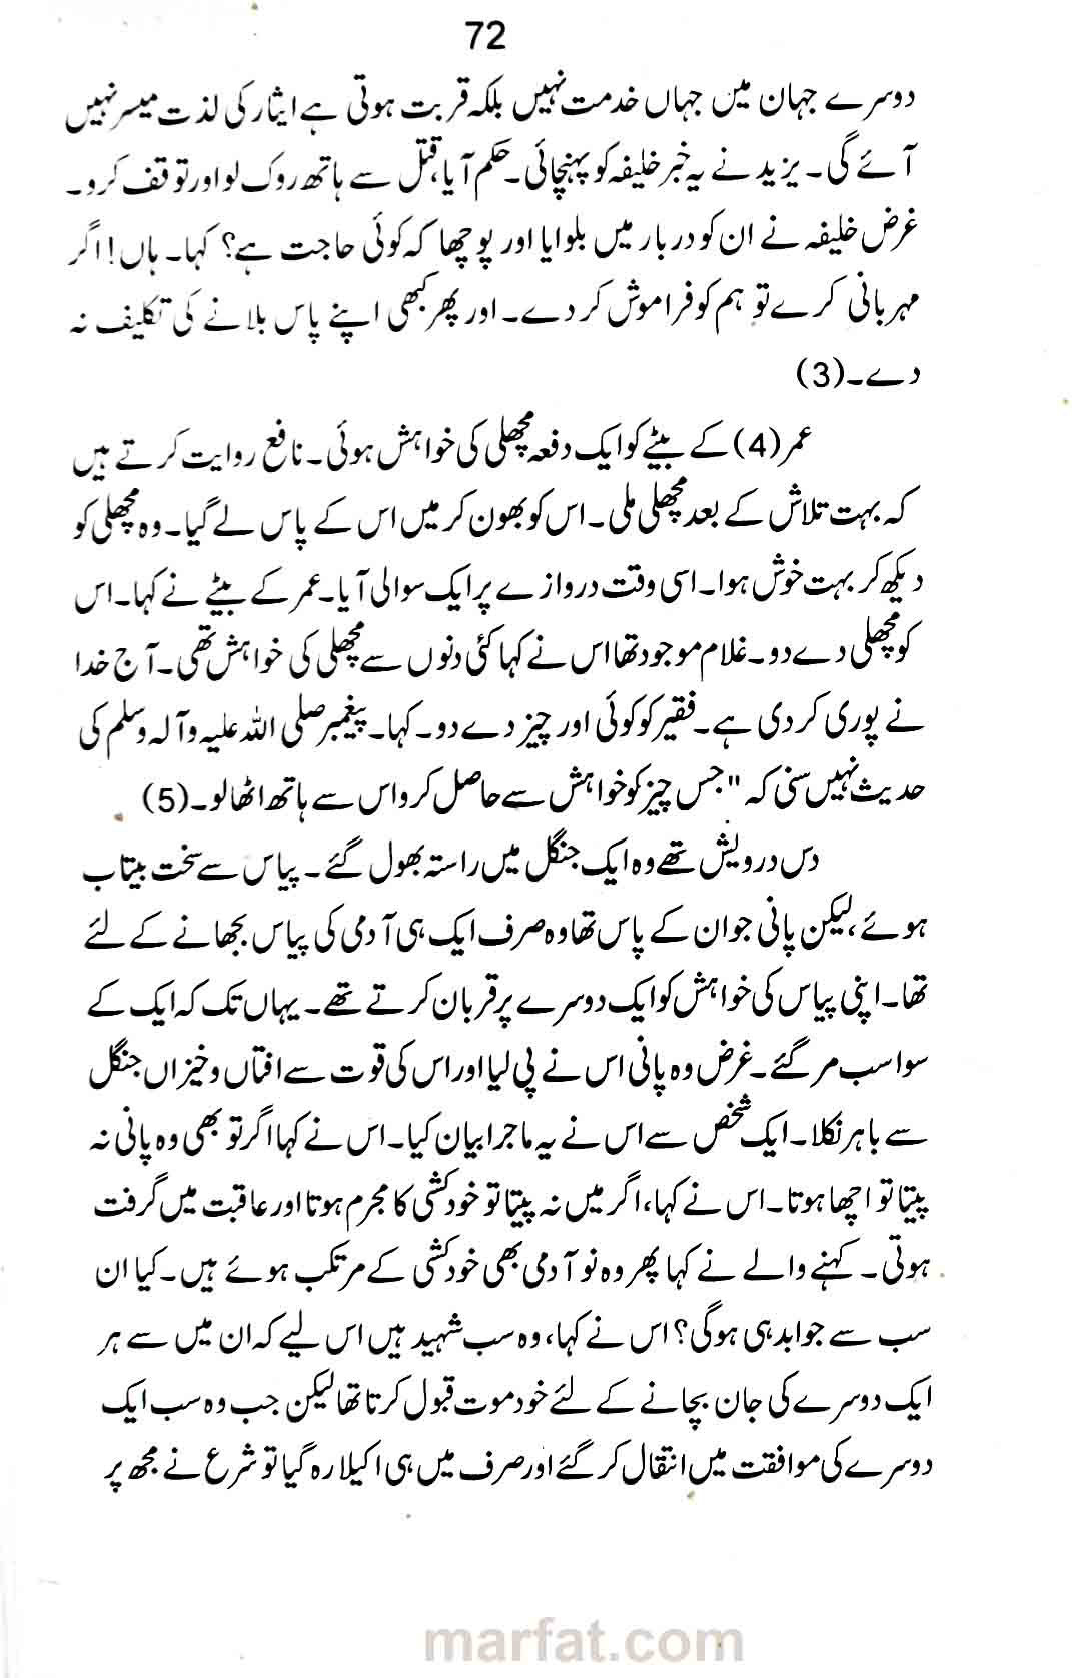 72
دوسرے جہان میں جہاں خدمت نہیں بلکہ قربت ہوتی ہے ایثار کی لذت میسر نہیں
آئے گی۔ یزید نے یہ خبر خلیفہ کو پہنچائی۔ حکم آیا، قتل سے ہاتھ روک لو اور توقف کرو۔
غرض خلیفہ نے ان کو دربار میں بلوایا اور پوچھا کہ کوئی حاجت ہے؟ کہا۔ ہاں! اگر
مہربانی کرے تو ہم کو فراموش کر دے۔ اور پھر کبھی اپنے پاس بلانے کی تکلیف نہ
دے۔(3)
عمر(4) کے بیٹے کو ایک دفعہ مچھلی کی خواہش ہوئی۔ نافع روایت کرتے ہیں
کہ بہت تلاش کے بعد مچھلی ملی۔ اس کو بھون کر میں اس کے پاس لے گیا۔ وہ مچھلی کو
دیکھ کر بہت خوش ہوا۔ اسی وقت دروازے پر ایک سوالی آیا۔ عمر کے بیٹے نے کہا۔ اس
کو مچھلی دے دو۔ غلام موجود تھا اس نے کہا کئی دنوں سے مچھلی کی خواہش تھی۔ آج خدا
نے پوری کر دی ہے۔ فقیر کو کوئی اور چیز دے دو۔ کہا۔ پیغمبر صلی اللہ علیہ وآلہ وسلم کی
حدیث نہیں سنی کہ "جس چیز کو خواہش سے حاصل کرو اس سے ہاتھ اٹھا لو۔(5)
دس درویش تھے وہ ایک جنگل میں راستہ بھول گئے۔ پیاس سے سخت بیتاب
ہوئے، لیکن پانی جو ان کے پاس تھا وہ صرف ایک ہی آدمی کی پیاس بجھانے کے لئے
تھا۔ اپنی پیاس کی خواہش کو ایک دوسرے پر قربان کرتے تھے۔ یہاں تک کہ ایک کے
سوا سب مر گئے۔ غرض وہ پانی اس نے پی لیا اور اس کی قوت سے افتاں و خیزاں جنگل
سے باہر نکلا۔ ایک شخص سے اس نے یہ ماجرا بیان کیا۔ اس نے کہا اگر تو بھی وہ پانی نہ
پیتا تو اچھا ہوتا۔ اس نے کہا، اگر میں نہ پیتا تو خودکشی کا مجرم ہوتا اور عاقبت میں گرفت
ہوتی۔ کہنے والے نے کہا پھر وہ نو آدمی بھی خودکشی کے مرتکب ہوئے ہیں۔ کیا ان
سب سے جوابدہی ہوگی؟ اس نے کہا، وہ سب شہید ہیں اس لیے کہ ان میں سے ہر
ایک دوسرے کی جان بچانے کے لئے خود موت قبول کرتا تھا لیکن جب وہ سب ایک
دوسرے کی موافقت میں انتقال کر گئے اور صرف میں ہی اکیلا رہ گیا تو شرع نے مجھ پر
marfat.com